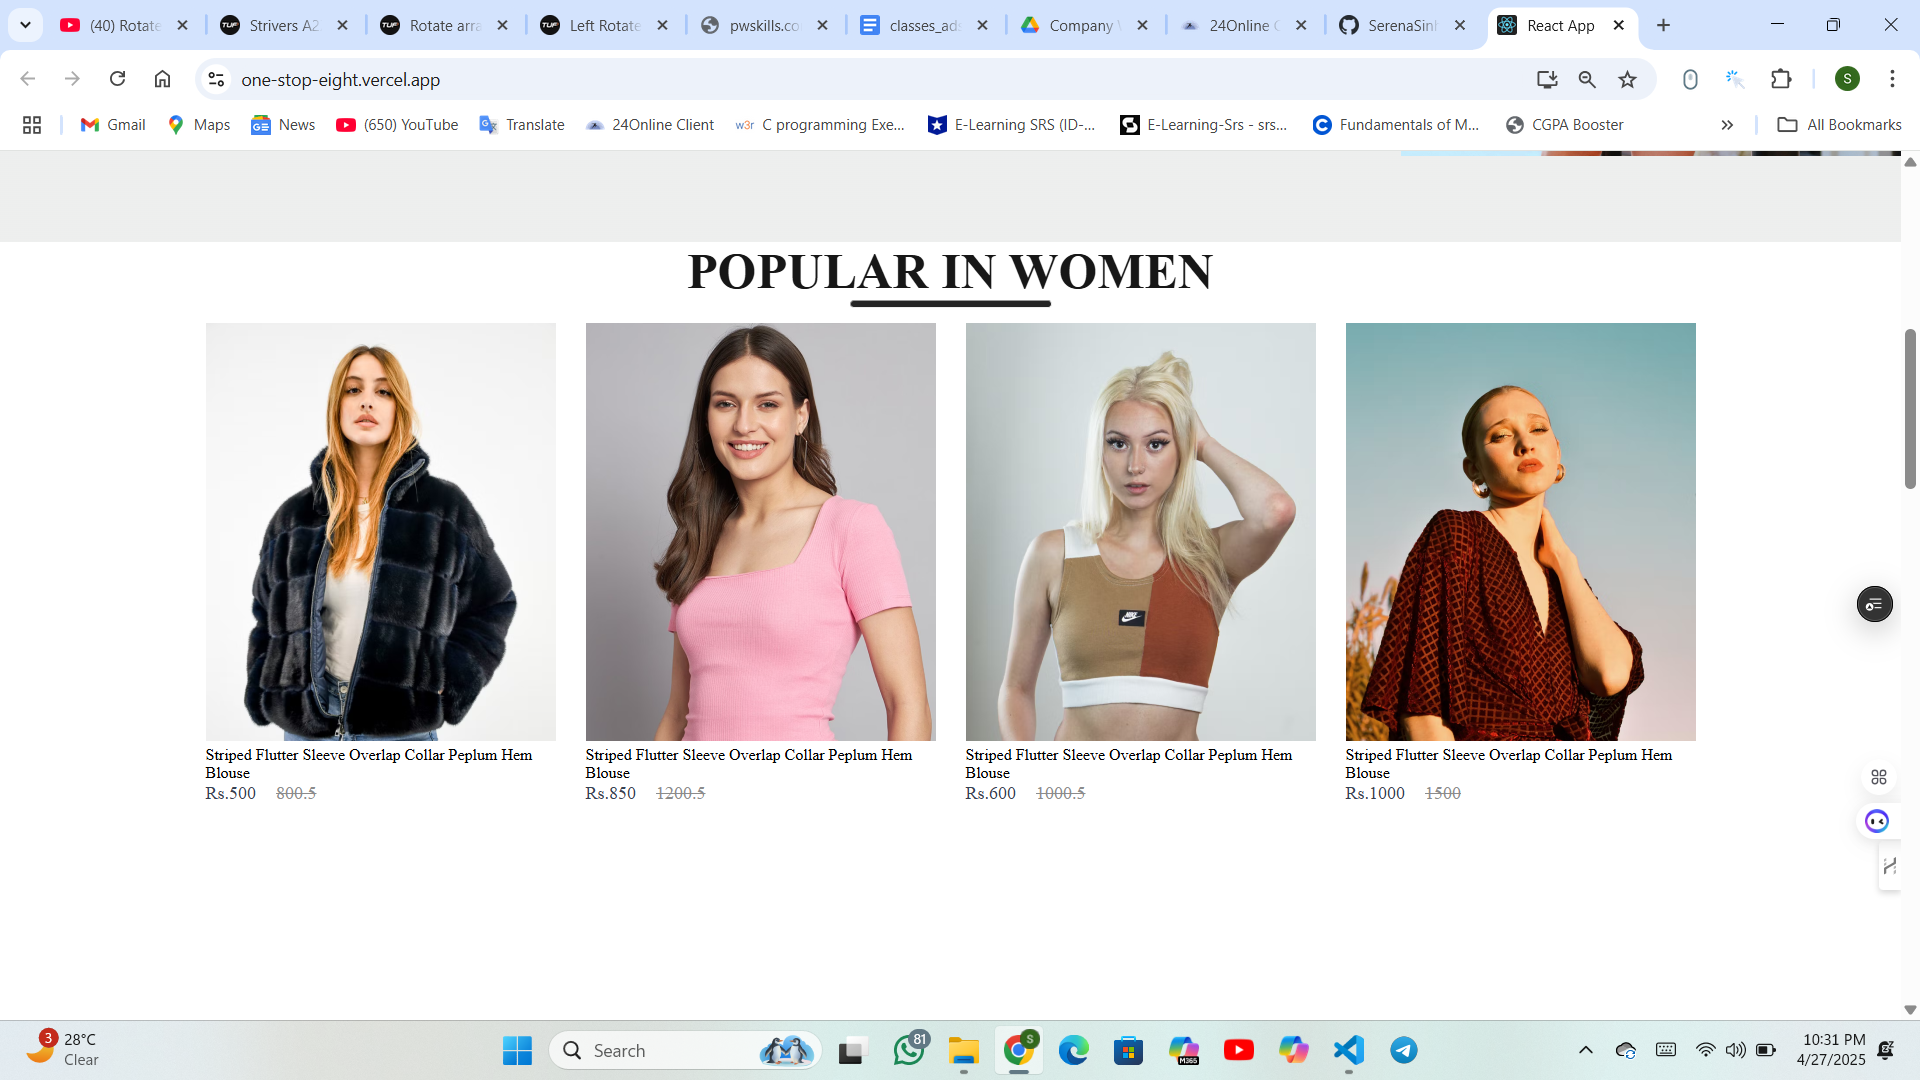 (40) Rotate
Strivers A2
Rotate arra
Left Rotate
pwskills.co
classes_ads
Company
24Online C
SerenaSin
React App
one-stop-eight.vercel.app
S
Gmail
Maps
News
(650) YouTube
Translate
24Online Client
C programming Exe...
E-Learning SRS (ID-...
E-Learning-Srs - srs...
Fundamentals of M...
CGPA Booster
All Bookmarks
POPULAR IN WOMEN
Striped Flutter Sleeve Overlap Collar Peplum Hem
Blouse
Rs.500 800.5
Striped Flutter Sleeve Overlap Collar Peplum Hem
Blouse
Rs.850 1200.5
Striped Flutter Sleeve Overlap Collar Peplum Hem
Blouse
Rs.600 1000.5
Striped Flutter Sleeve Overlap Collar Peplum Hem
Blouse
Rs.1000 1500
3
28°C
Clear
Search
81
S
M365
10:31 PM
4/27/2025